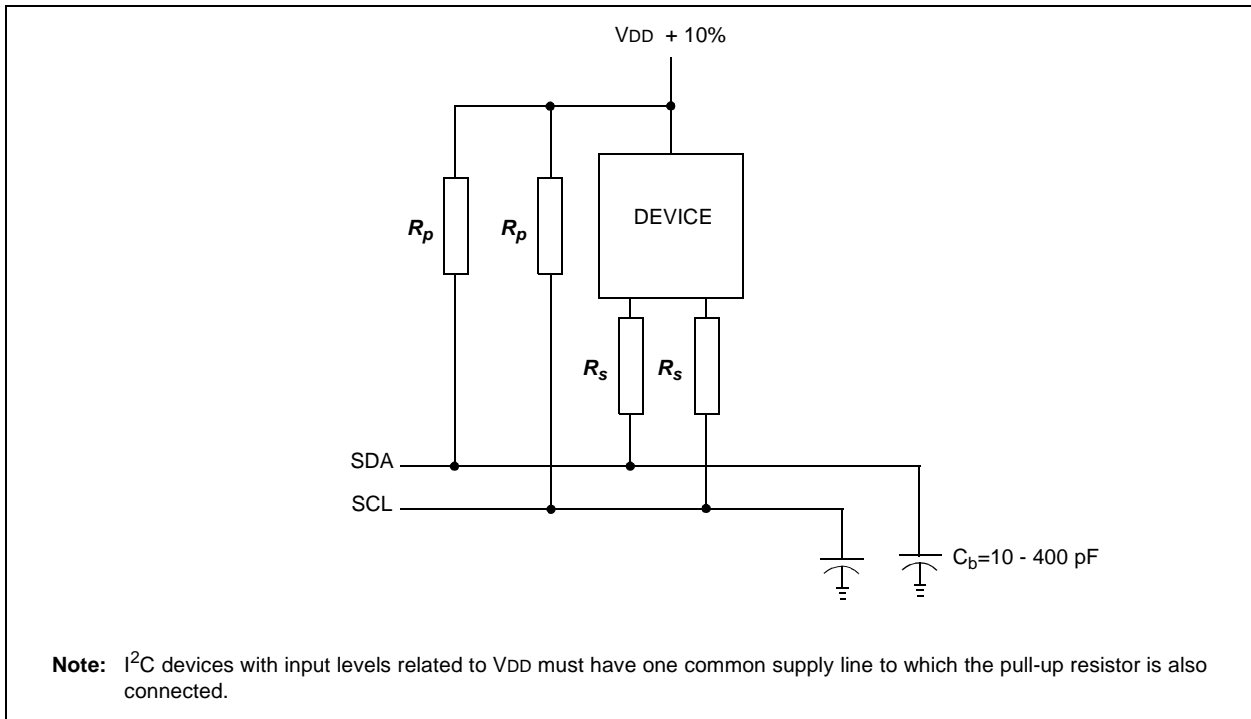 VDD + 10%
DEVICE
Rp
Rp
Rs
Rs
SDA
SCL
Cb=10 - 400 pF
Note: I2C devices with input levels related to VDD must have one common supply line to which the pull-up resistor is also
connected.